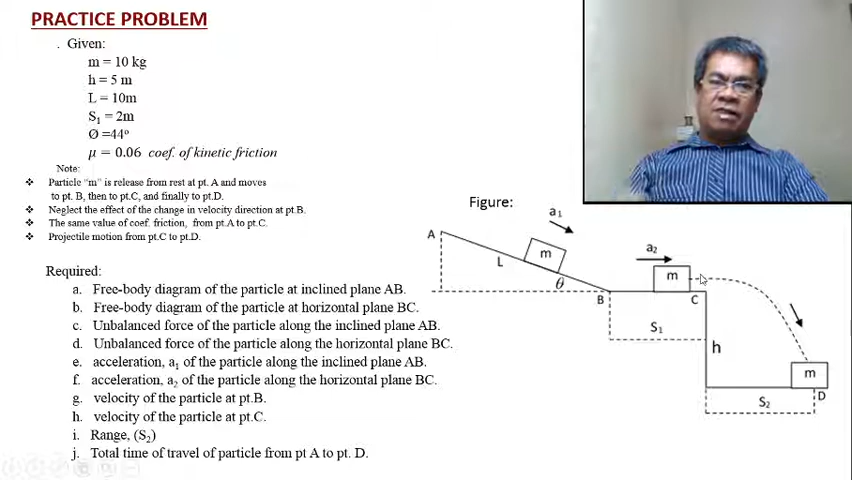 PRACTICE PROBLEM
. Given:
m = 10 kg
h = 5 m
L = 10m
S₁ = 2m
Ø =44º
μ = 0.06 coef. of kinetic friction
Note:
❖ Particle “m” is release from rest at pt. A and moves
to pt. B, then to pt.C, and finally to pt.D.
❖ Neglect the effect of the change in velocity direction at pt.B.
❖ The same value of coef. friction, from pt.A to pt.C.
❖ Projectile motion from pt.C to pt.D.
Required:
a. Free-body diagram of the particle at inclined plane AB.
b. Free-body diagram of the particle at horizontal plane BC.
c. Unbalanced force of the particle along the inclined plane AB.
d. Unbalanced force of the particle along the horizontal plane BC.
e. acceleration, a₁ of the particle along the inclined plane AB.
f. acceleration, a₂ of the particle along the horizontal plane BC.
g. velocity of the particle at pt.B.
h. velocity of the particle at pt.C.
i. Range, (S₂)
j. Total time of travel of particle from pt A to pt. D.
Figure:
a₁
A
m
L
θ
a₂
m
B
C
S₁
h
m
D
S₂